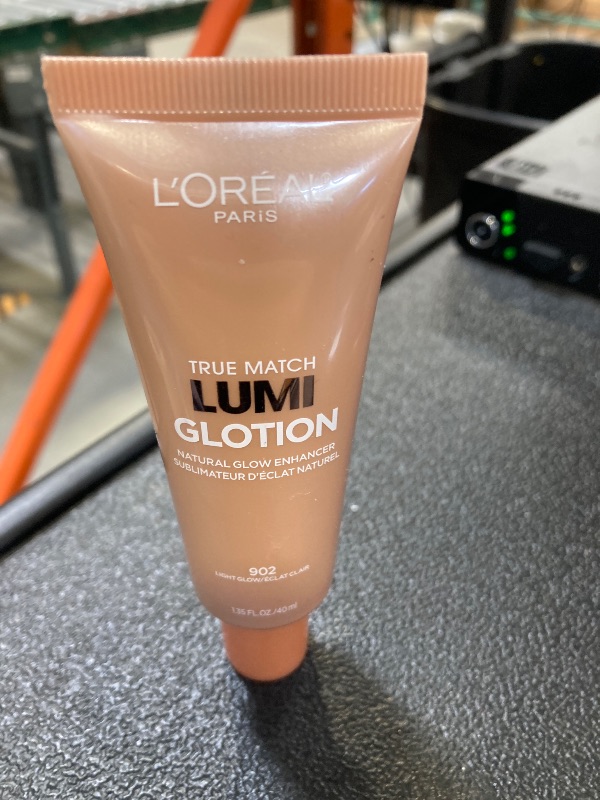 L'ORÉAL
PARIS
TRUE MATCH
LUMI
GLOTION
NATURAL GLOW ENHANCER
SUBLIMATEUR D'ÉCLAT NATUREL
902
LIGHT GLOW/ÉCLAT CLAIR
1.35 FL.OZ./40 ml